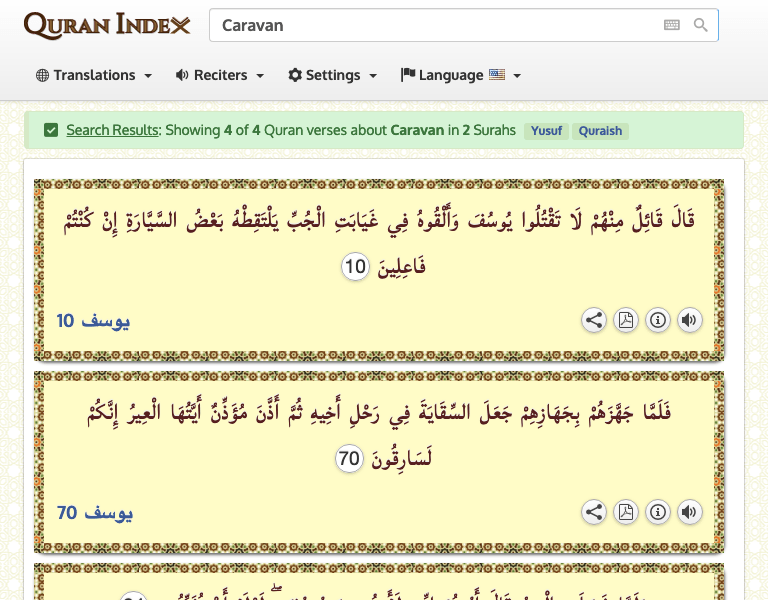 QURAN INDEX
Caravan
Translations Reciters Settings Language
Search Results: Showing 4 of 4 Quran verses about Caravan in 2 Surahs Yusuf Quraish
قَالَ قَائِلٌ مِنْهُمْ لَا تَقْتُلُوا يُوسُفَ وَأَلْقُوهُ فِي غَيَابَتِ الْجُبِّ يَلْتَقِطْهُ بَعْضُ السَّيَّارَةِ إِنْ كُنْتُمْ
فَاعِلِينَ 10
يوسف 10
فَلَمَّا جَهَّزَهُمْ بِجَهَازِهِمْ جَعَلَ السِّقَايَةَ فِي رَحْلِ أَخِيهِ ثُمَّ أَذَّنَ مُؤَذِّنٌ أَيَّتُهَا الْعِيرُ إِنَّكُمْ
لَسَارِقُونَ 70
يوسف 70